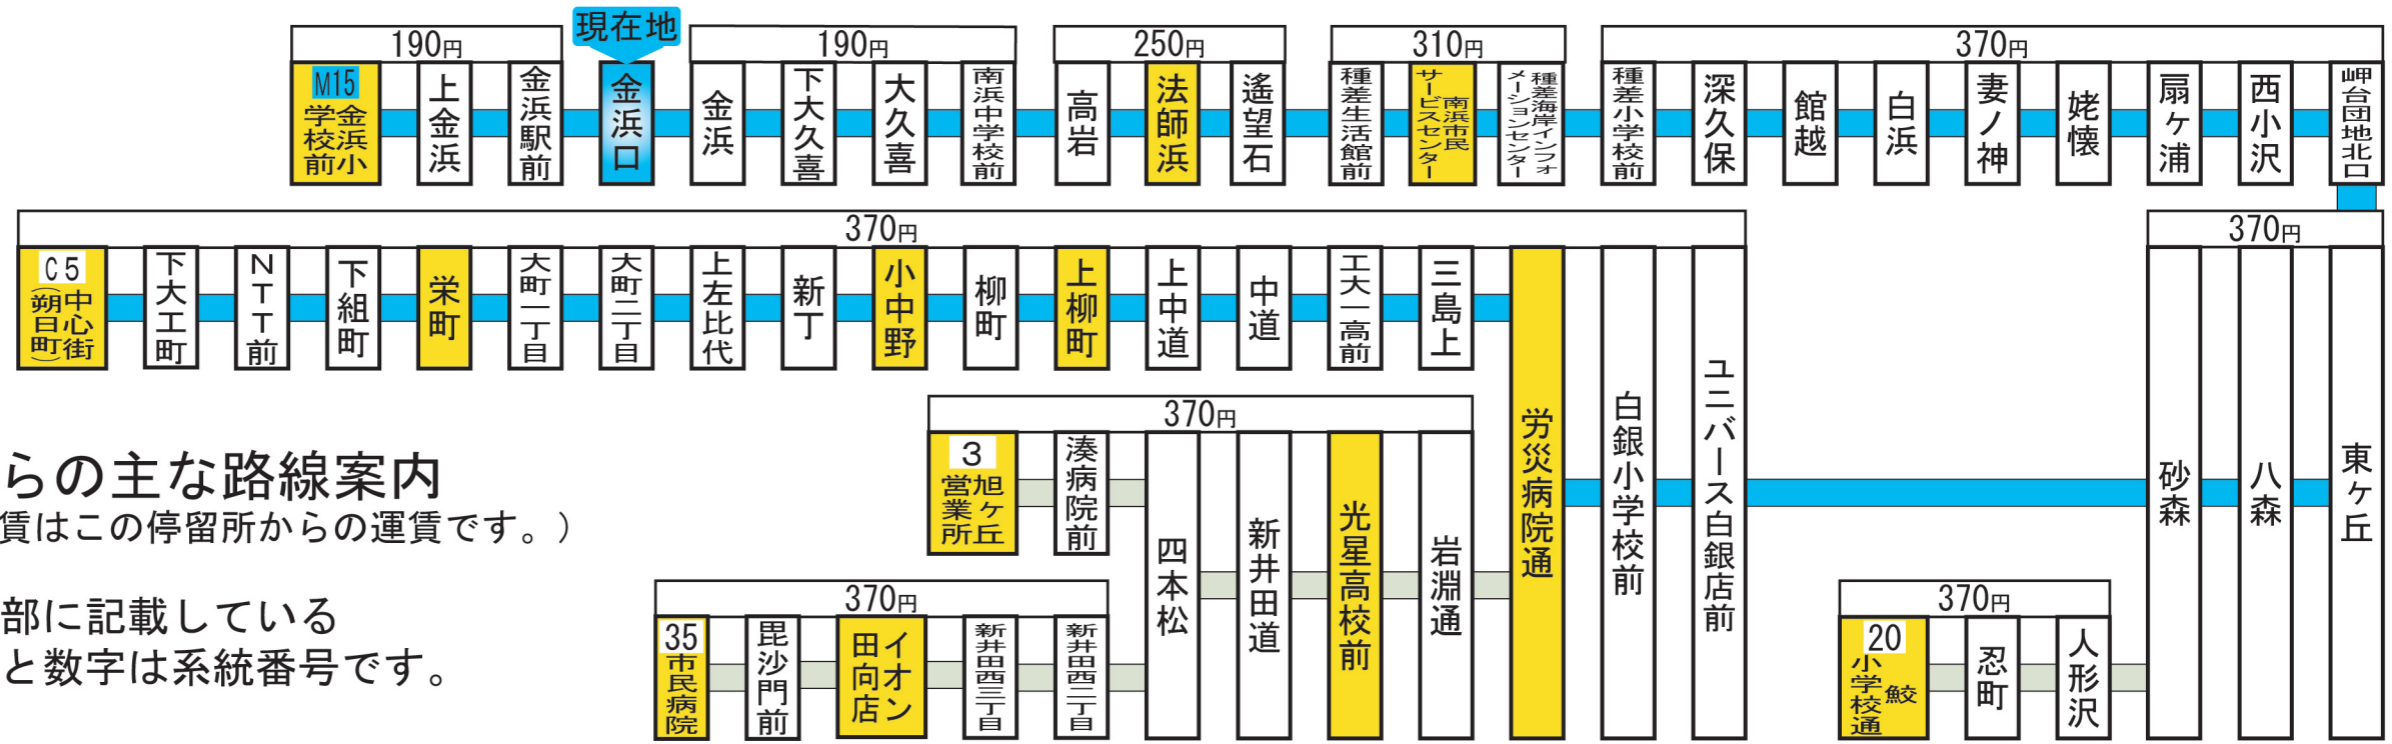 現在地
190円
190円
250円
310円
370円
M15
金浜小学校前
上金浜
金浜駅前
金浜口
金浜
下大久喜
大久喜
南浜中学校前
高岩
法師浜
遙望石
種差生活館前
南浜市民サービスセンター
種差海岸インフォメーションセンター
種差小学校前
深久保
館越
白浜
妻ノ神
姥懐
扇ヶ浦
西小沢
岬台団地北口
370円
370円
C5
中心街(朔日町)
下大工町
NTT前
下組町
栄町
大町一丁目
大町二丁目
上左比代
新丁
小中野
柳町
上柳町
上中道
中道
工大一高前
三島上
労災病院通
白銀小学校前
ユニバース白銀店前
砂森
八森
東ヶ丘
370円
3
旭ヶ丘営業所
湊病院前
四本松
新井田道
光星高校前
岩淵通
らの主な路線案内
賃はこの停留所からの運賃です。）
部に記載している
と数字は系統番号です。
370円
35
市民病院
毘沙門前
イオン田向店
新井田西三丁目
新井田西二丁目
370円
20
鮫小学校通
忍町
人形沢